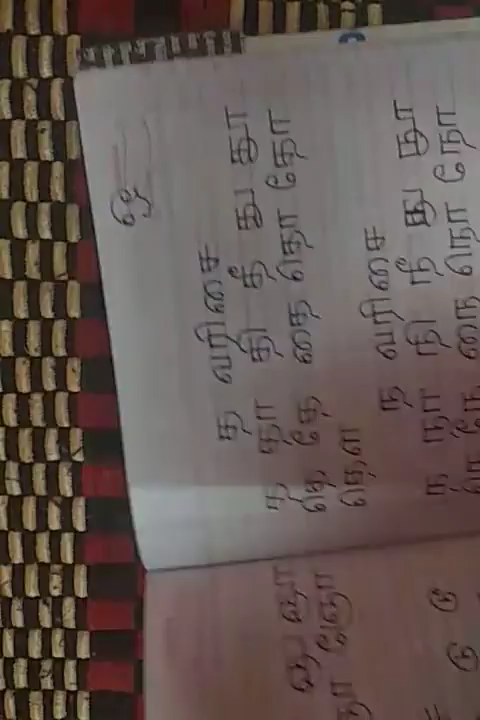 உ
த வரிசை
த தா தி தீ து தூ
தெ தே தை தொ தோ
தௌ
ந வரிசை
ந நா நி நீ நு நூ
நெ நே நை நொ நோ